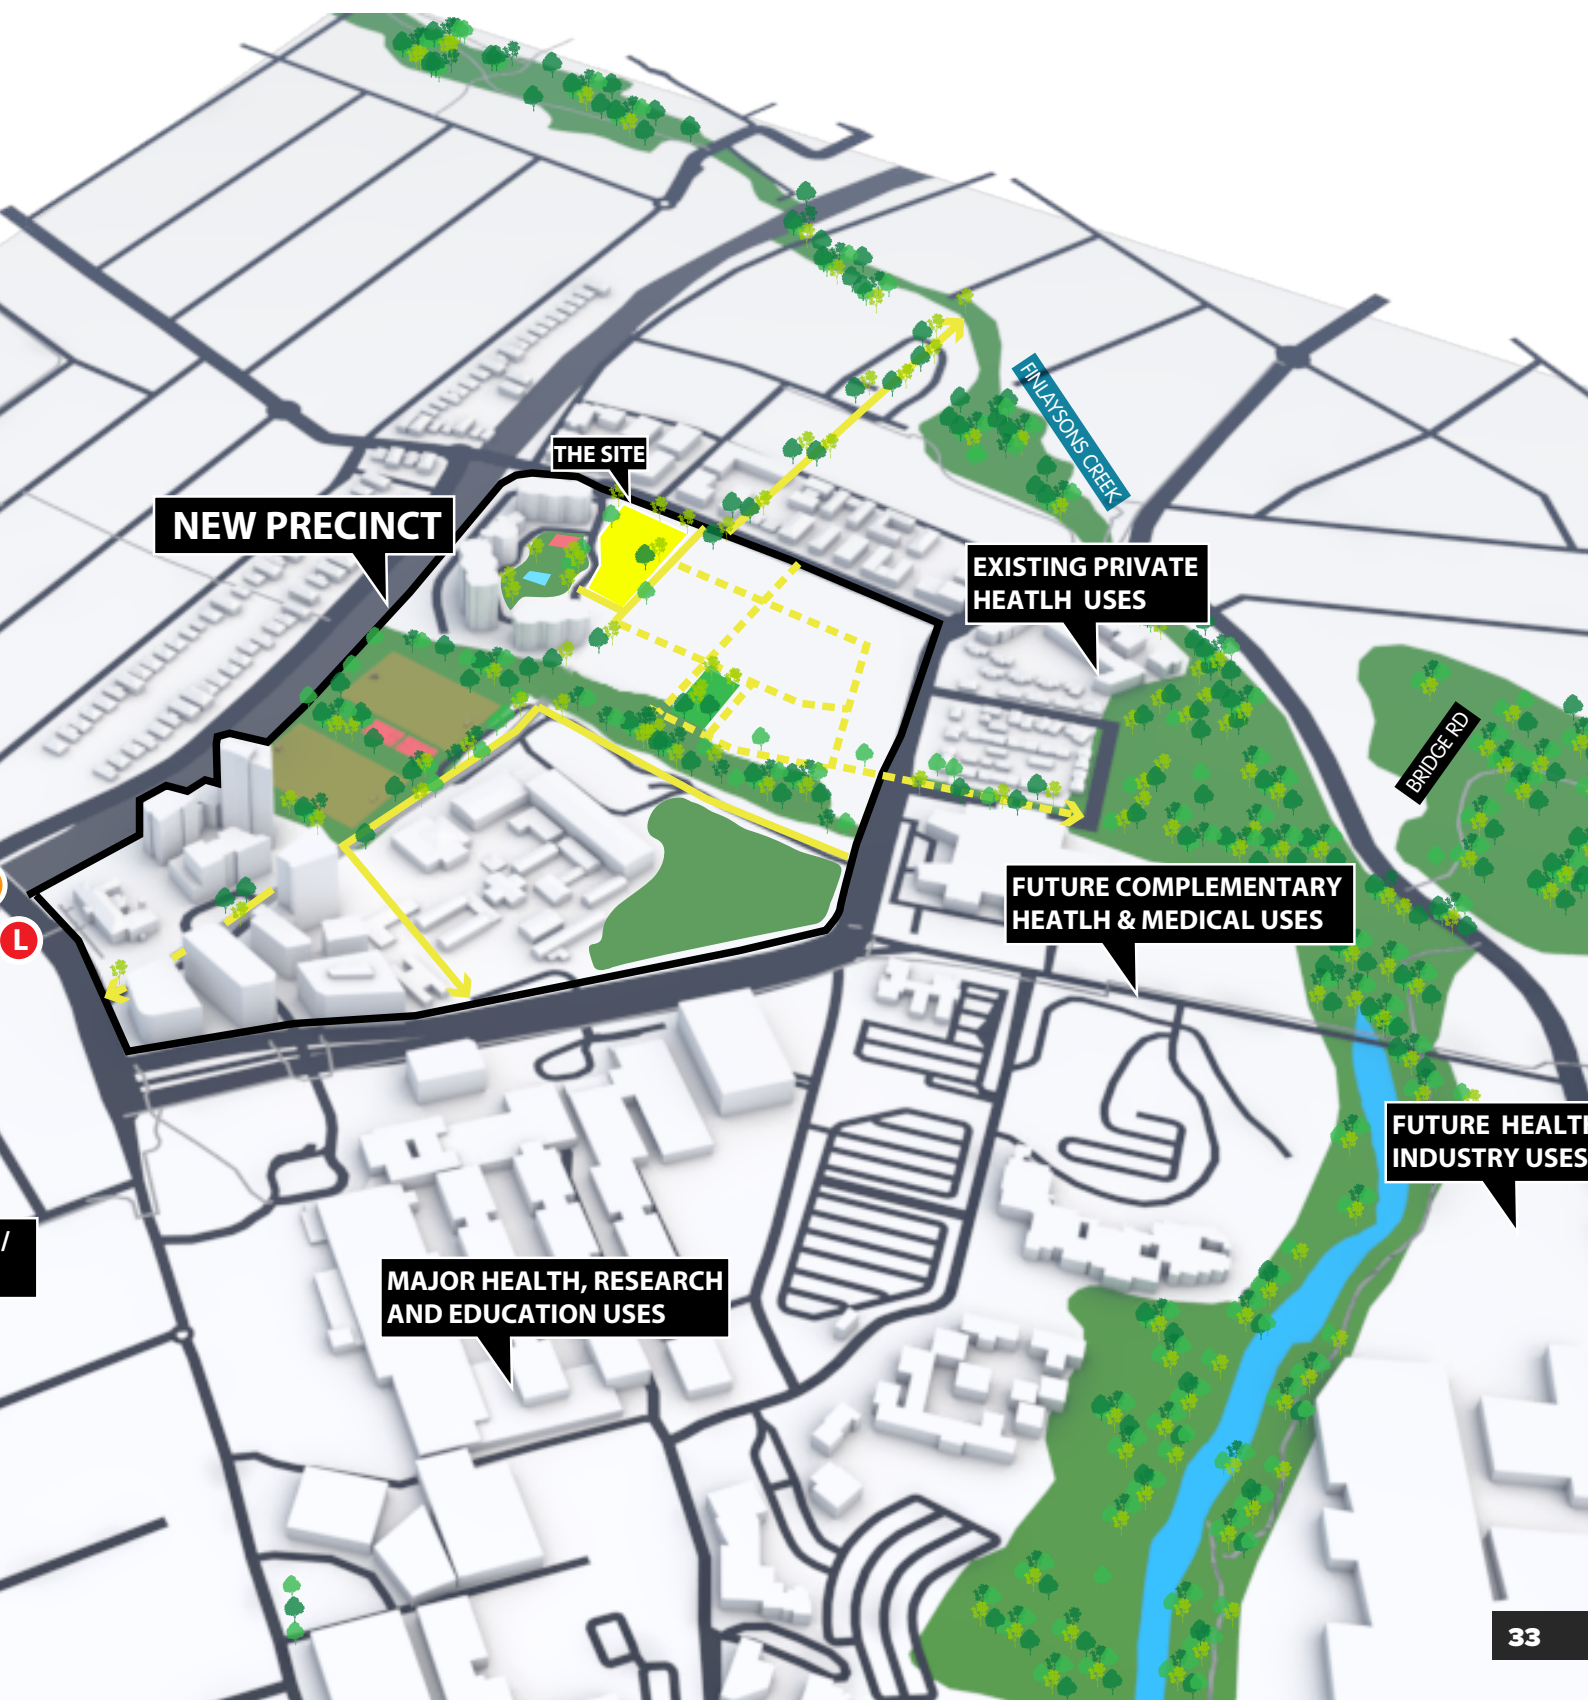 FINLAYSONS CREEK
THE SITE
NEW PRECINCT
EXISTING PRIVATE
HEATLH USES
BRIDGE RD
FUTURE COMPLEMENTARY
HEATLH & MEDICAL USES
L
FUTURE HEALT
INDUSTRY USES
/
MAJOR HEALTH, RESEARCH
AND EDUCATION USES
33